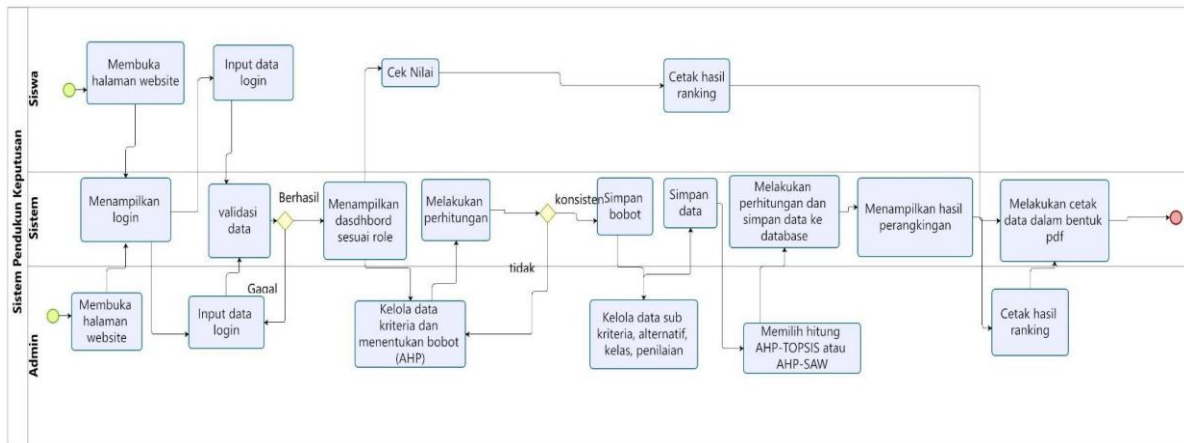 Sistem Pendukun Keputusan
Siswa
Membuka
halaman website
Input data
login
Cek Nilai
Cetak hasil
ranking
Sistem
Menampilkan
login
validasi
data
Berhasil
Gagal
Menampilkan
dasdhbord
sesuai role
Melakukan
perhitungan
konsisten
tidak
Simpan
bobot
Simpan
data
Melakukan
perhitungan dan
simpan data ke
database
Menampilkan hasil
perangkingan
Melakukan cetak
data dalam bentuk
pdf
Admin
Membuka
halaman
website
Input data
login
Kelola data
kriteria dan
menentukan bobot
(AHP)
Kelola data sub
kriteria, alternatif,
kelas, penilaian
Memilih hitung
AHP-TOPSIS atau
AHP-SAW
Cetak hasil
ranking